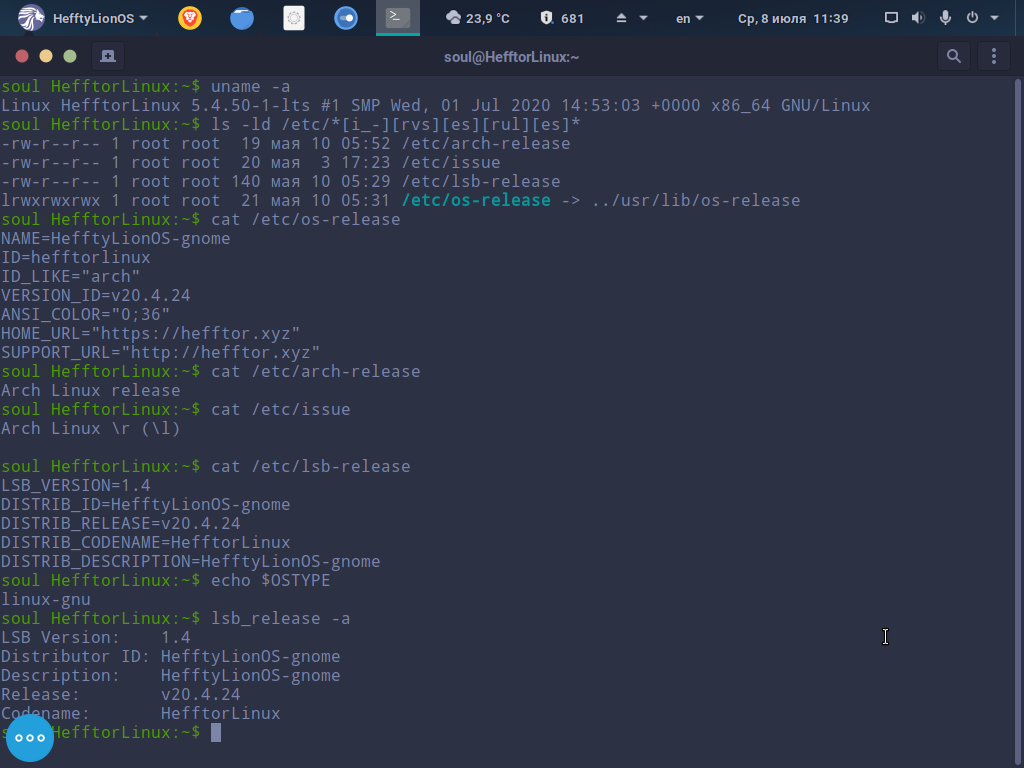 HefftyLionOS 23,9 °C 681 en Ср, 8 июля 11:39
soul@HefftorLinux:~
soul HefftorLinux:~$ uname -a
Linux HefftorLinux 5.4.50-1-lts #1 SMP Wed, 01 Jul 2020 14:53:03 +0000 x86_64 GNU/Linux
soul HefftorLinux:~$ ls -ld /etc/*[i_-][rvs][es][rul][es]*
-rw-r--r-- 1 root root  19 мая 10 05:52 /etc/arch-release
-rw-r--r-- 1 root root  20 мая  3 17:23 /etc/issue
-rw-r--r-- 1 root root 140 мая 10 05:29 /etc/lsb-release
lrwxrwxrwx 1 root root  21 мая 10 05:31 /etc/os-release -> ../usr/lib/os-release
soul HefftorLinux:~$ cat /etc/os-release
NAME=HefftyLionOS-gnome
ID=hefftorlinux
ID_LIKE="arch"
VERSION_ID=v20.4.24
ANSI_COLOR="0;36"
HOME_URL="https://hefftor.xyz"
SUPPORT_URL="http://hefftor.xyz"
soul HefftorLinux:~$ cat /etc/arch-release
Arch Linux release
soul HefftorLinux:~$ cat /etc/issue
Arch Linux \r (\l)
soul HefftorLinux:~$ cat /etc/lsb-release
LSB_VERSION=1.4
DISTRIB_ID=HefftyLionOS-gnome
DISTRIB_RELEASE=v20.4.24
DISTRIB_CODENAME=HefftorLinux
DISTRIB_DESCRIPTION=HefftyLionOS-gnome
soul HefftorLinux:~$ echo $OSTYPE
linux-gnu
soul HefftorLinux:~$ lsb_release -a
LSB Version:    1.4
Distributor ID: HefftyLionOS-gnome
Description:    HefftyLionOS-gnome
Release:        v20.4.24
Codename:       HefftorLinux
HefftorLinux:~$